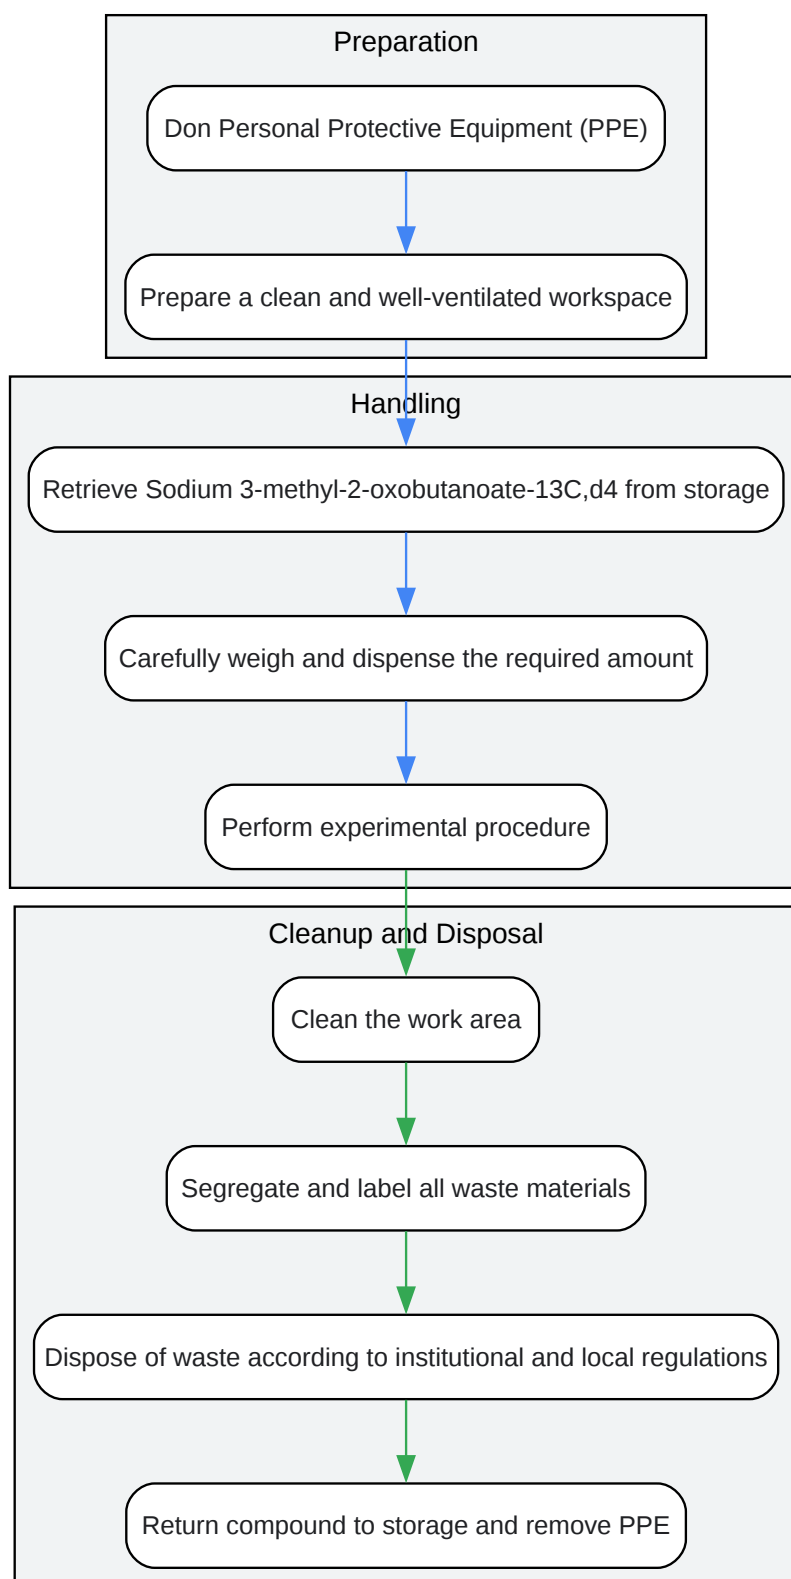 Preparation
Don Personal Protective Equipment (PPE)
Prepare a clean and well-ventilated workspace
Handling
Retrieve Sodium 3-methyl-2-oxobutanoate-13C,d4 from storage
Carefully weigh and dispense the required amount
Perform experimental procedure
Cleanup and Disposal
Clean the work area
Segregate and label all waste materials
Dispose of waste according to institutional and local regulations
Return compound to storage and remove PPE